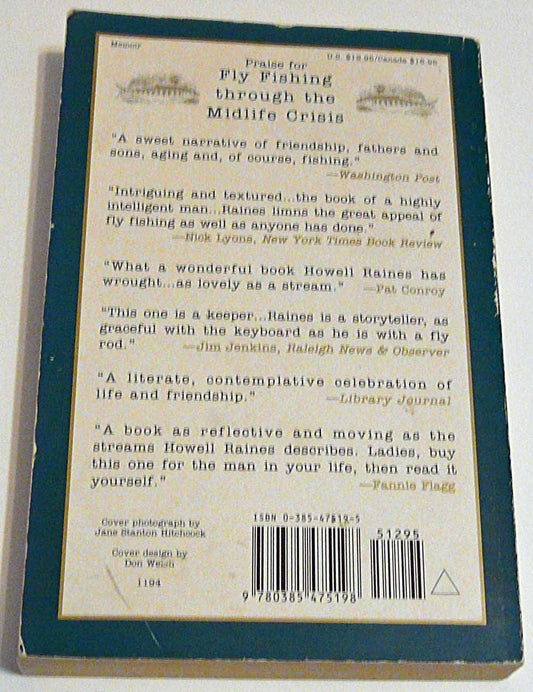 Memoir
U.S. $12.95/Canada $16.95
Praise for
Fly Fishing
through the
Midlife Crisis
"A sweet narrative of friendship, fathers and
sons, aging and, of course, fishing."
—Washington Post
"Intriguing and textured...the book of a highly
intelligent man...Raines limns the great appeal of
fly fishing as well as anyone has done."
—Nick Lyons, New York Times Book Review
"What a wonderful book Howell Raines has
wrought...as lovely as a stream." —Pat Conroy
"This one is a keeper...Raines is a storyteller, as
graceful with the keyboard as he is with a fly
rod." —Jim Jenkins, Raleigh News & Observer
"A literate, contemplative celebration of
life and friendship." —Library Journal
"A book as reflective and moving as the
streams Howell Raines describes. Ladies, buy
this one for the man in your life, then read it
yourself." —Fannie Flagg
Cover photograph by
Jane Stanton Hitchcock
Cover design by
Don Welsh
1194
ISBN 0-385-47519-5
51295
9 780385 475198